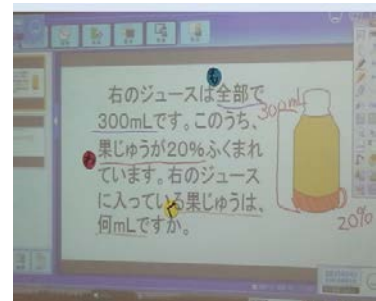 右のジュースは全部で
300mLです。このうち、
果じゅうが20%ふくまれ
ています。右のジュース
に入っている果じゅうは、
何mLですか。
300mL
20%